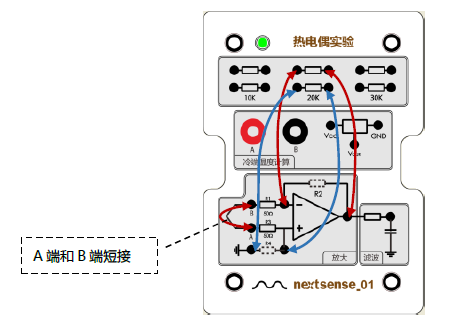 热电偶实验
10K
20K
30K
A
B
VCC
GND
Vout
冷端温度计算
R2
R1
B
50Ω
R3
A
50Ω
R4
放大
滤波
A 端和 B 端短接
nextsense_01